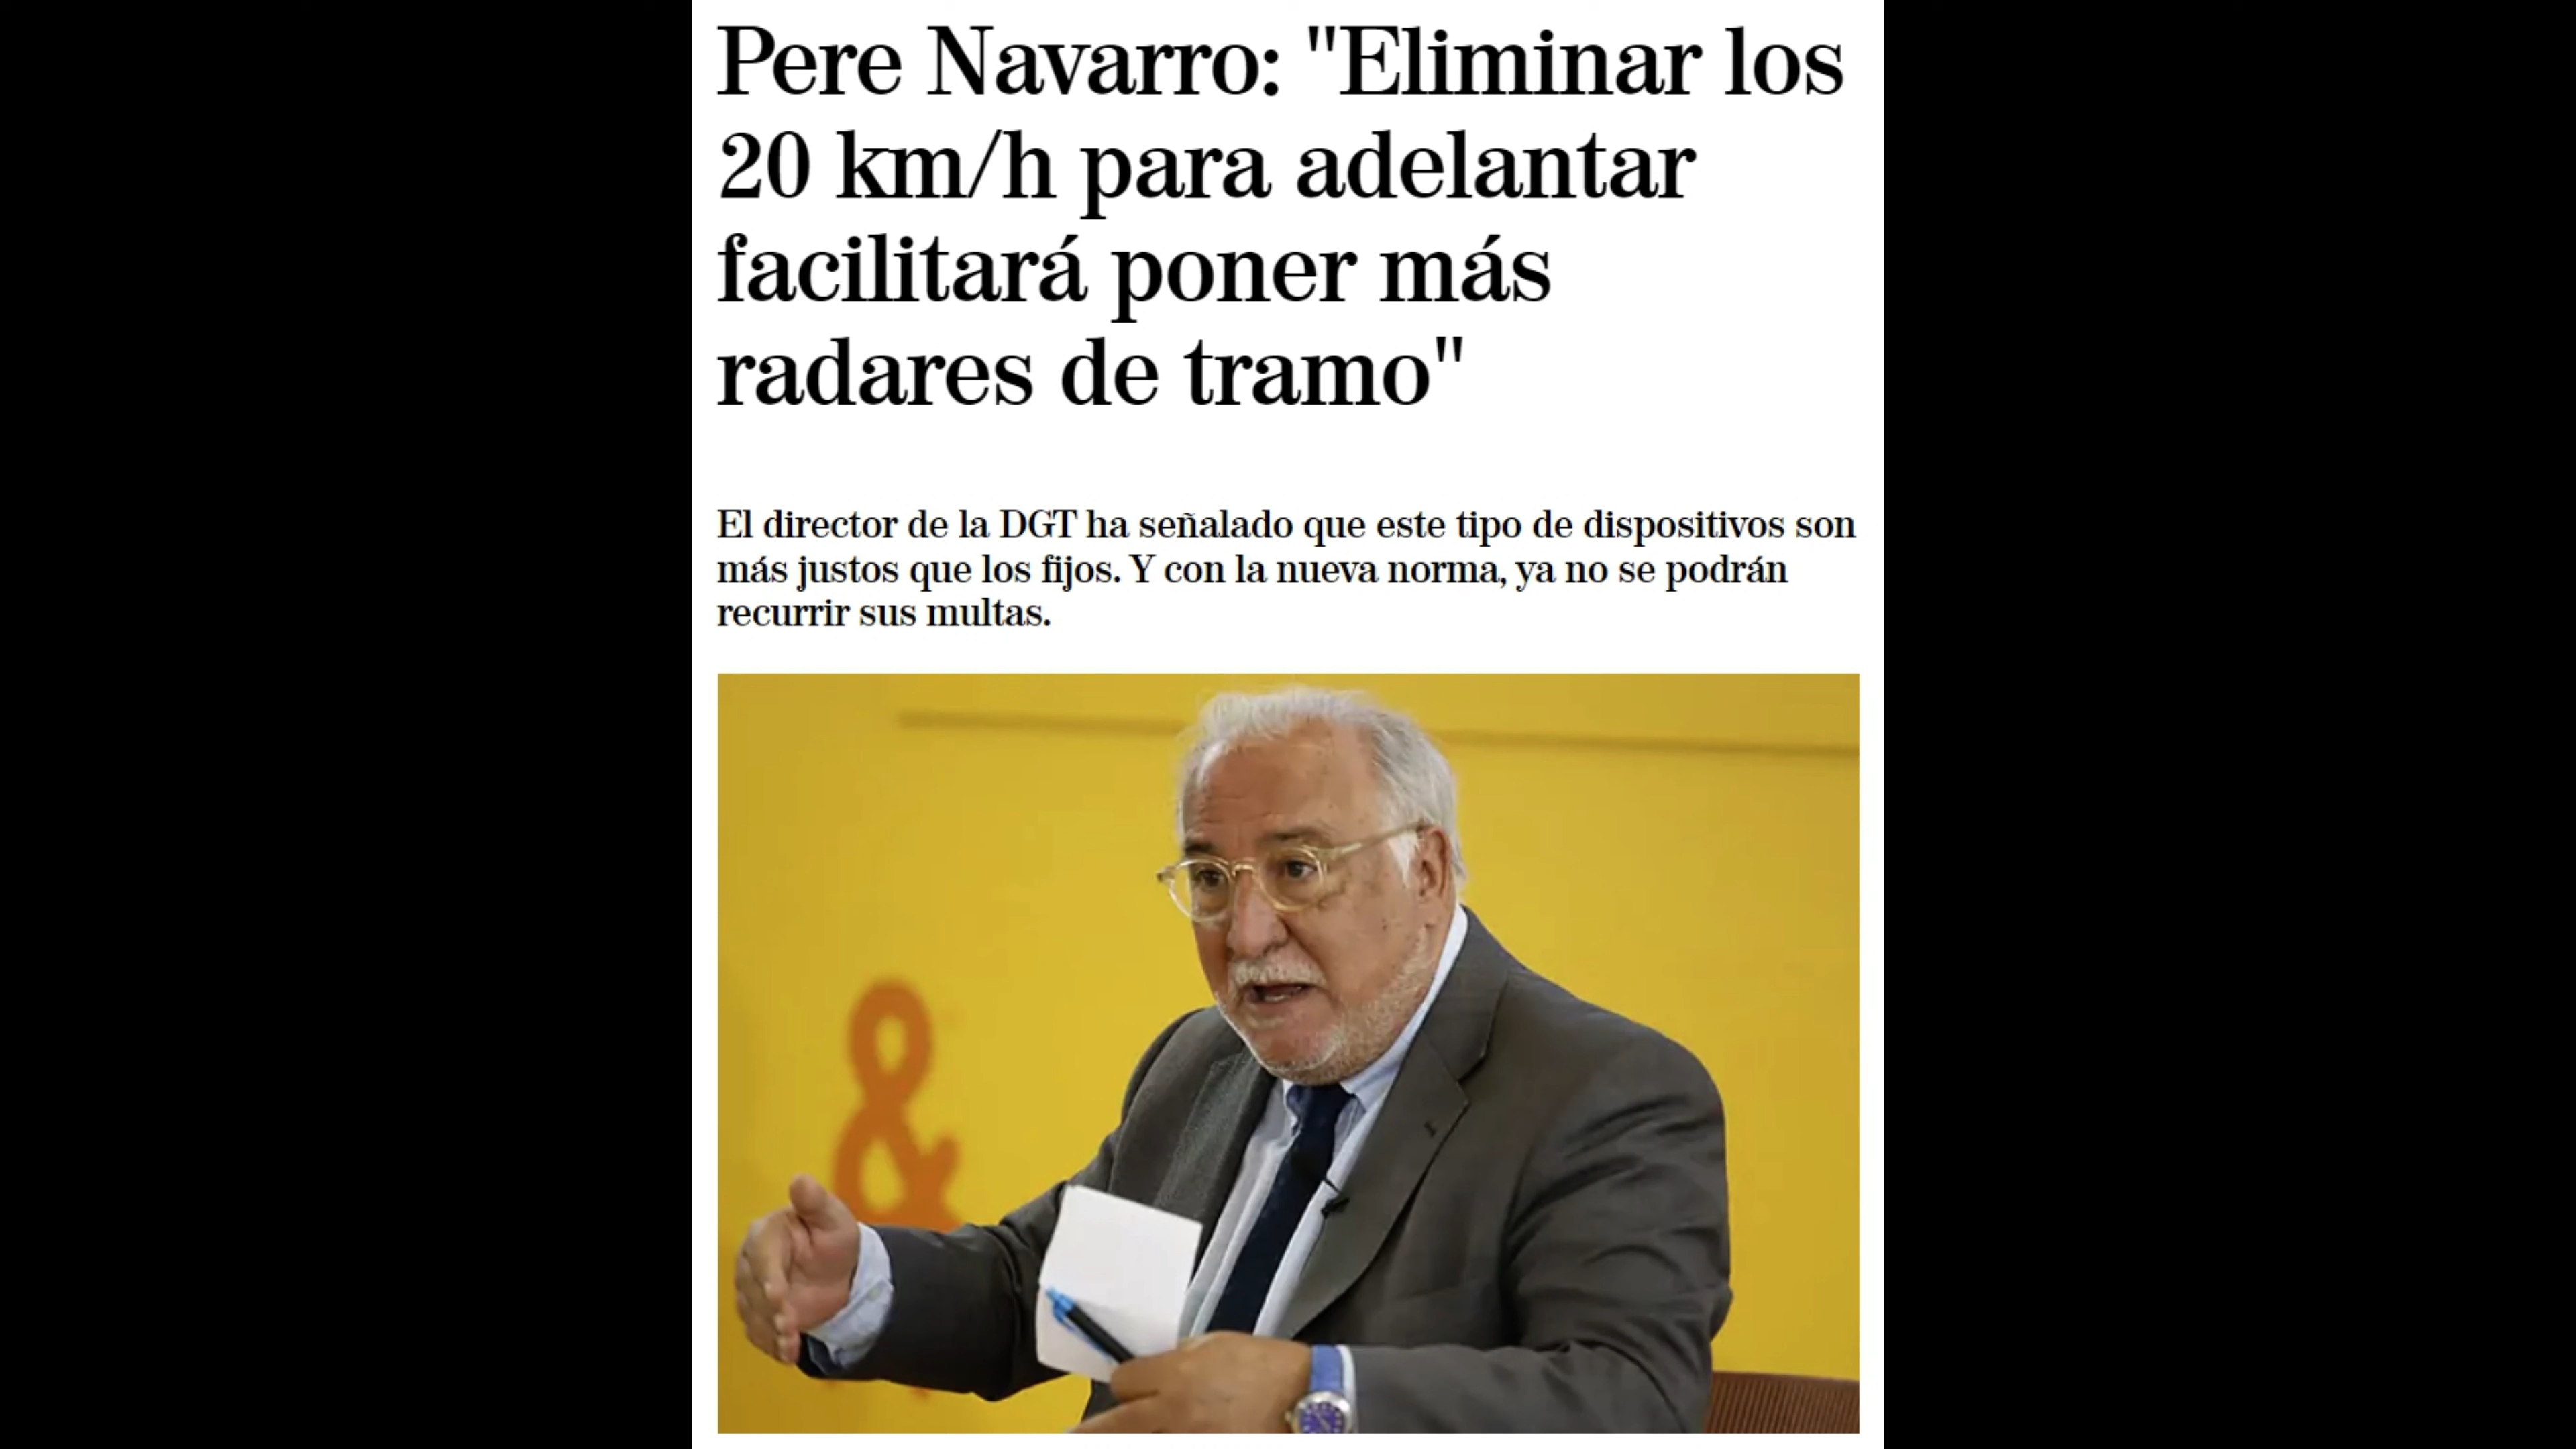 Pere Navarro: "Eliminar los
20 km/h para adelantar
facilitará poner más
radares de tramo"
El director de la DGT ha señalado que este tipo de dispositivos son
más justos que los fijos. Y con la nueva norma, ya no se podrán
recurrir sus multas.
&